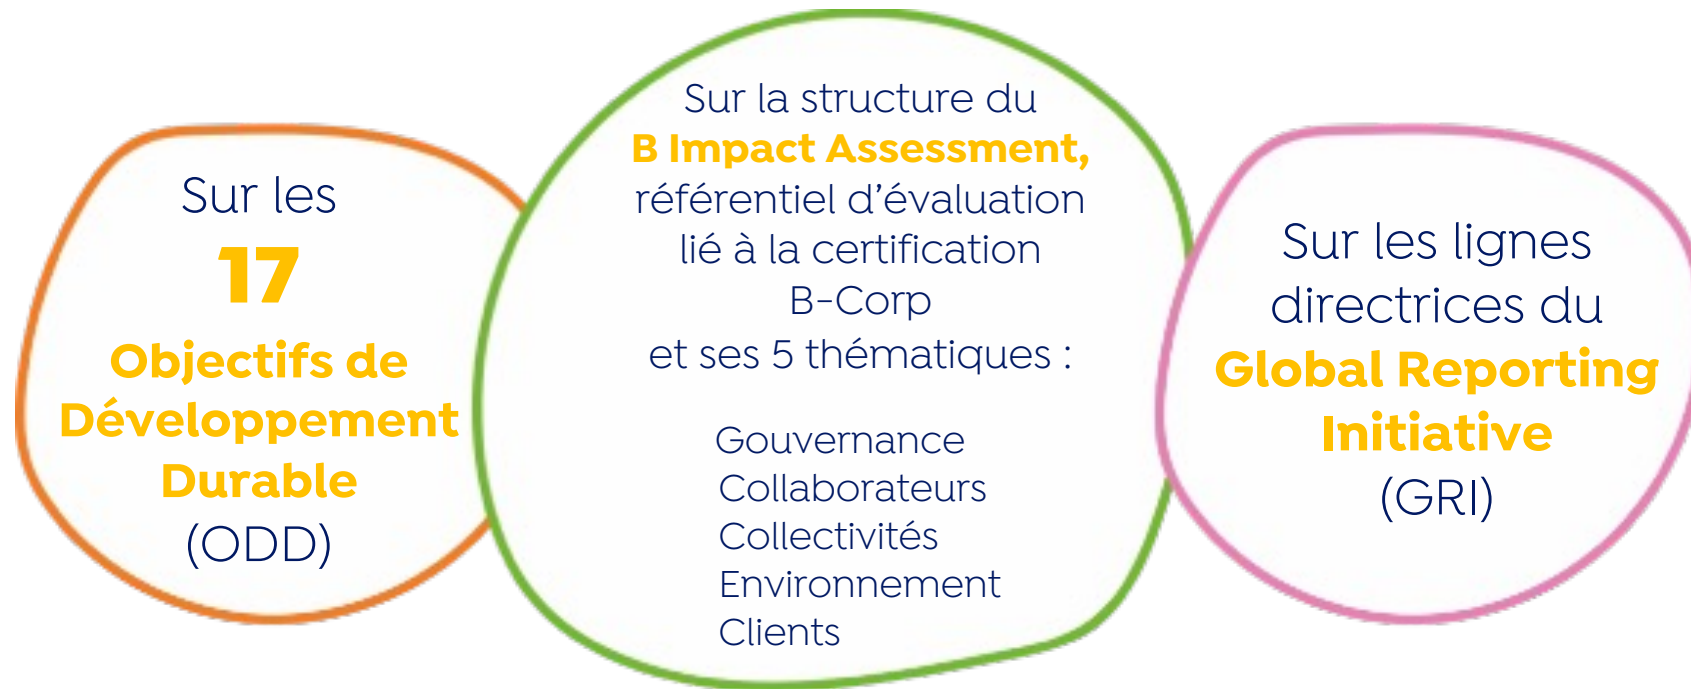 Sur les
17
Objectifs de
Développement
Durable
(ODD)
Sur la structure du
B Impact Assessment,
référentiel d’évaluation
lié à la certification
B-Corp
et ses 5 thématiques :
Gouvernance
Collaborateurs
Collectivités
Environnement
Clients
Sur les lignes
directrices du
Global Reporting
Initiative
(GRI)